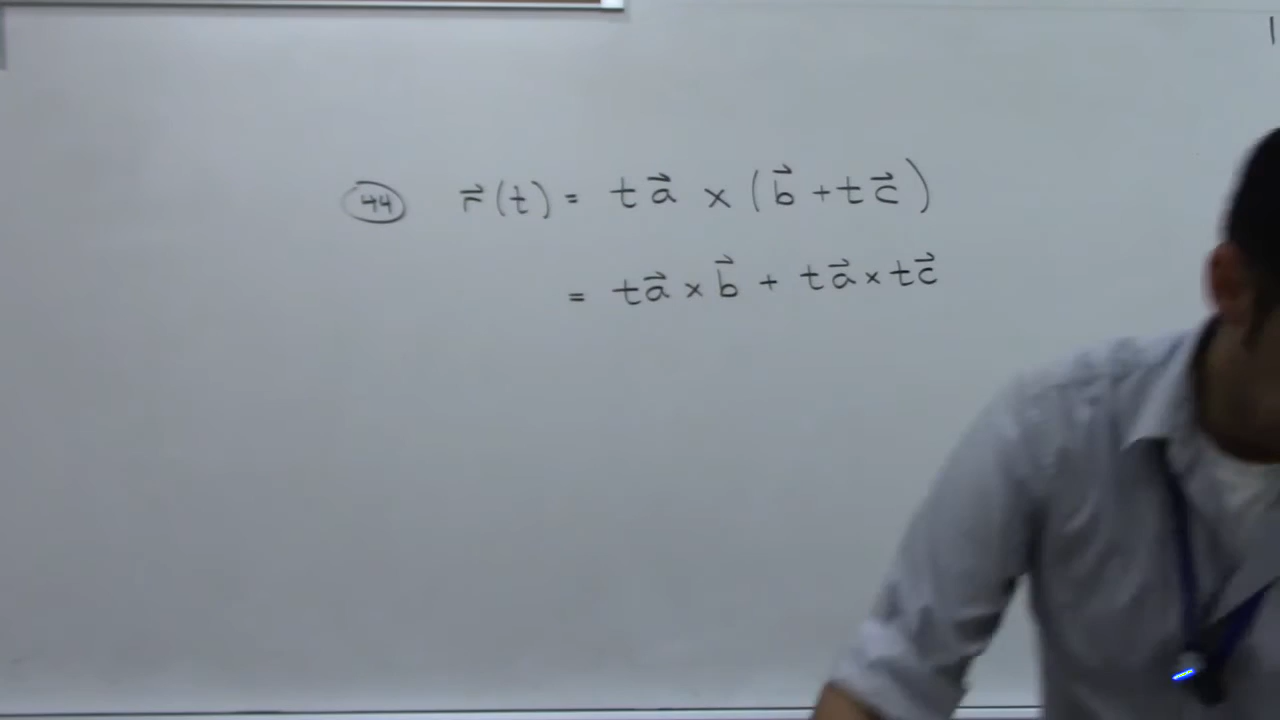 44 r⃗(t) = ta⃗ × (b⃗ + tc⃗)
= ta⃗ × b⃗ + ta⃗ × tc⃗